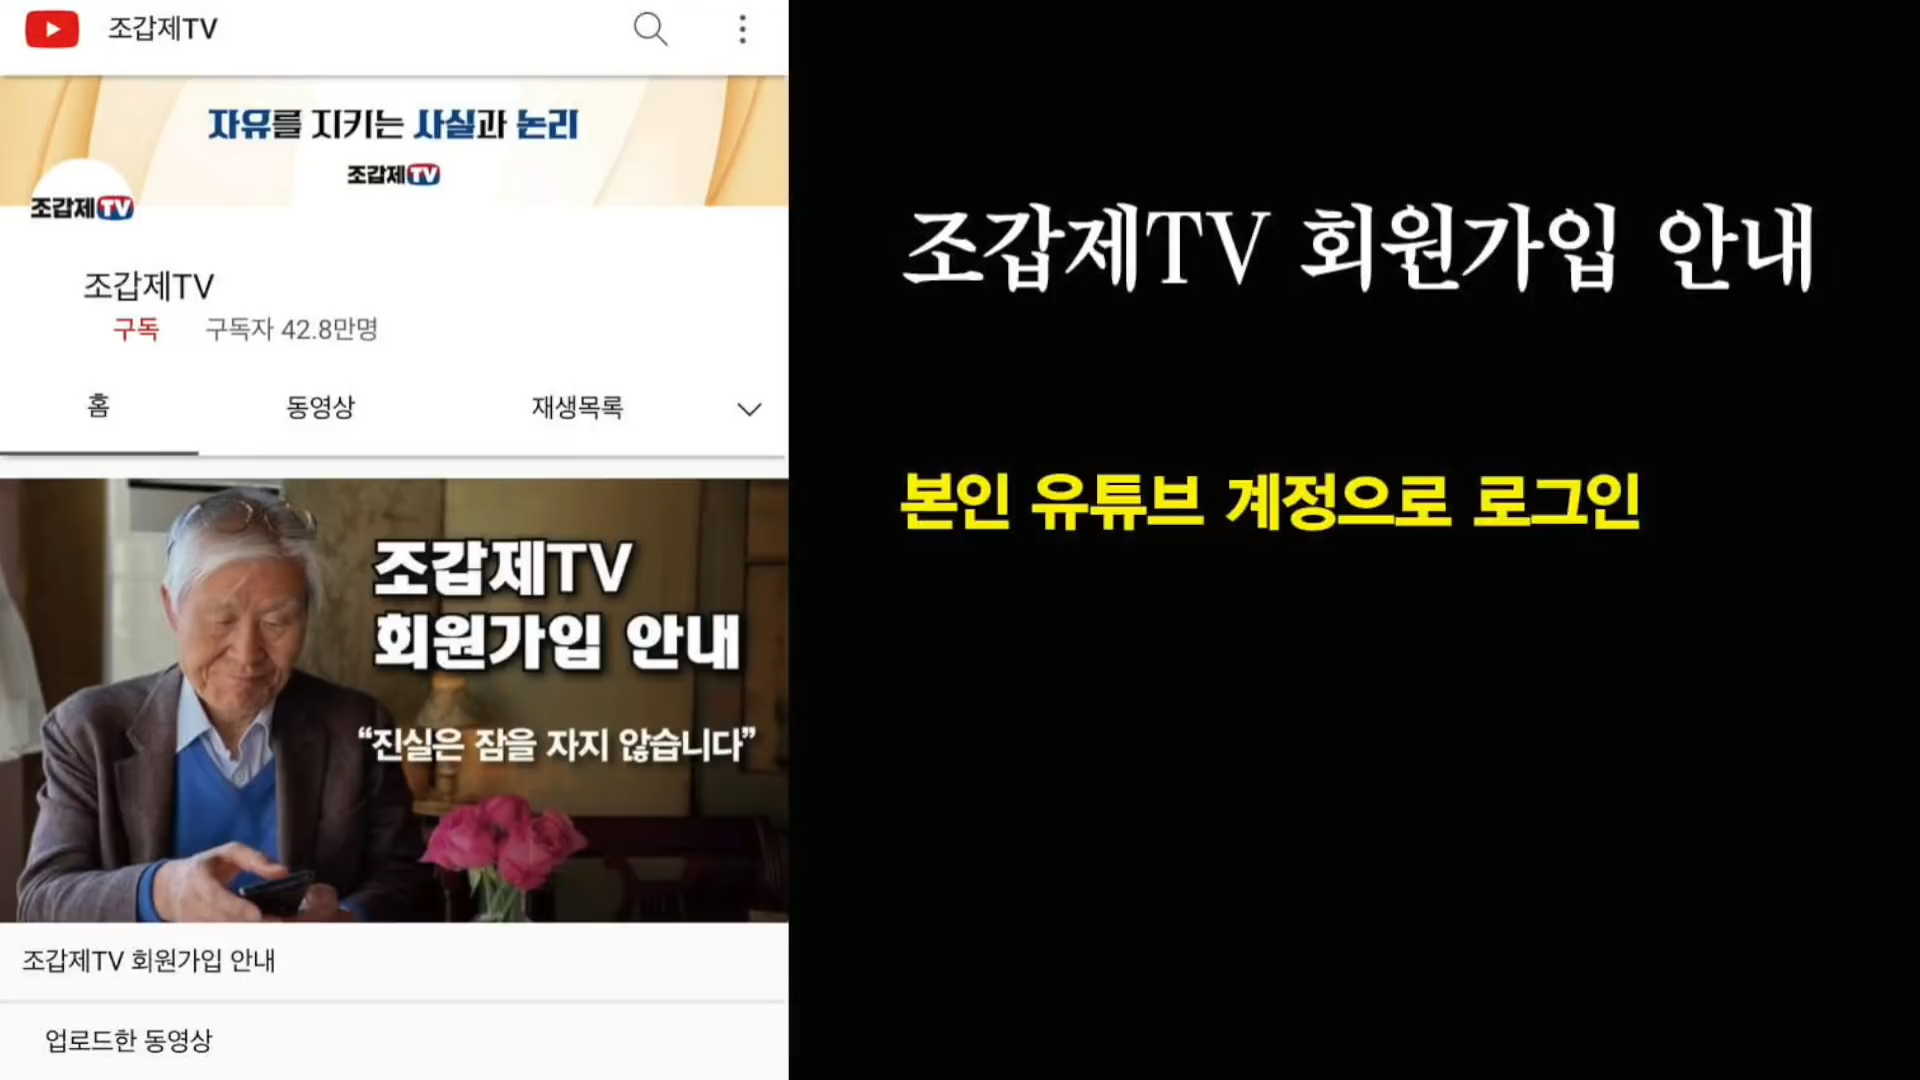 조갑제TV
자유를 지키는 사실과 논리
조갑제TV
조갑제TV
조갑제TV
구독 구독자 42.8만명
홈 동영상 재생목록
조갑제TV
회원가입 안내
“진실은 잠을 자지 않습니다”
조갑제TV 회원가입 안내
업로드한 동영상
조갑제TV 회원가입 안내
본인 유튜브 계정으로 로그인